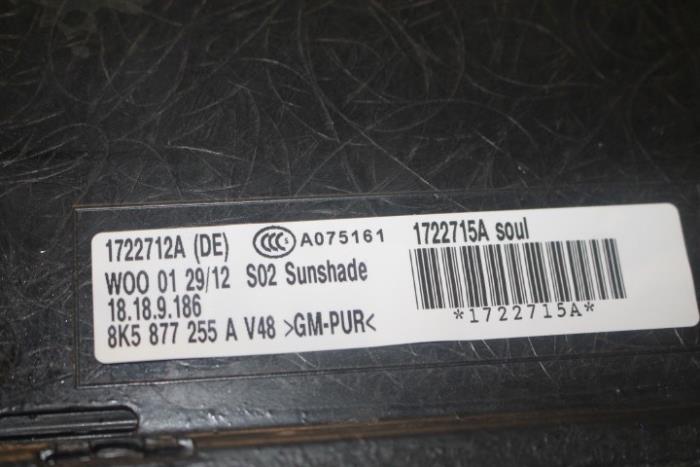 1722712A (DE) CCC S A075161 1722715A soul
WOO 01 29/12 S02 Sunshade
18.18.9.186
8K5 877 255 A V48 >GM-PUR<
*1722715A*